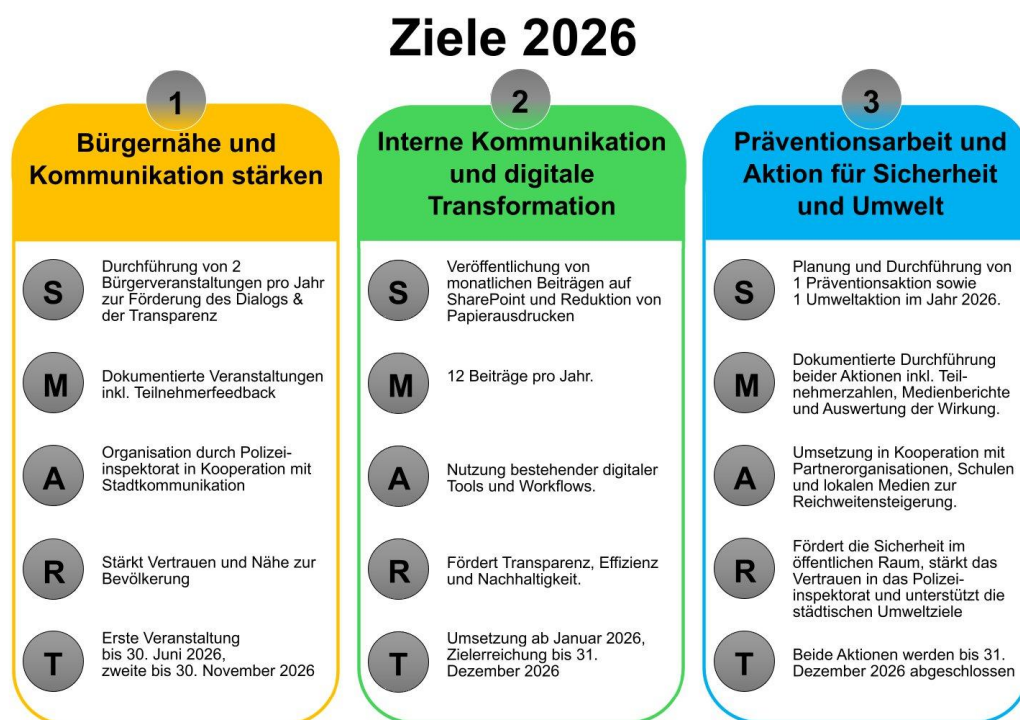 Ziele 2026
1
Bürgernähe und
Kommunikation stärken
S
Durchführung von 2
Bürgerveranstaltungen pro Jahr
zur Förderung des Dialogs &
der Transparenz
M
Dokumentierte Veranstaltungen
inkl. Teilnehmerfeedback
A
Organisation durch Polizei-
inspektorat in Kooperation mit
Stadtkommunikation
R
Stärkt Vertrauen und Nähe zur
Bevölkerung
T
Erste Veranstaltung
bis 30. Juni 2026,
zweite bis 30. November 2026
2
Interne Kommunikation
und digitale
Transformation
S
Veröffentlichung von
monatlichen Beiträgen auf
SharePoint und Reduktion von
Papierausdrucken
M
12 Beiträge pro Jahr.
A
Nutzung bestehender digitaler
Tools und Workflows.
R
Fördert Transparenz, Effizienz
und Nachhaltigkeit.
T
Umsetzung ab Januar 2026,
Zielerreichung bis 31.
Dezember 2026
3
Präventionsarbeit und
Aktion für Sicherheit
und Umwelt
S
Planung und Durchführung von
1 Präventionsaktion sowie
1 Umweltaktion im Jahr 2026.
M
Dokumentierte Durchführung
beider Aktionen inkl. Teil-
nehmerzahlen, Medienberichte
und Auswertung der Wirkung.
A
Umsetzung in Kooperation mit
Partnerorganisationen, Schulen
und lokalen Medien zur
Reichweitensteigerung.
R
Fördert die Sicherheit im
öffentlichen Raum, stärkt das
Vertrauen in das Polizei-
inspektorat und unterstützt die
städtischen Umweltziele
T
Beide Aktionen werden bis 31.
Dezember 2026 abgeschlossen